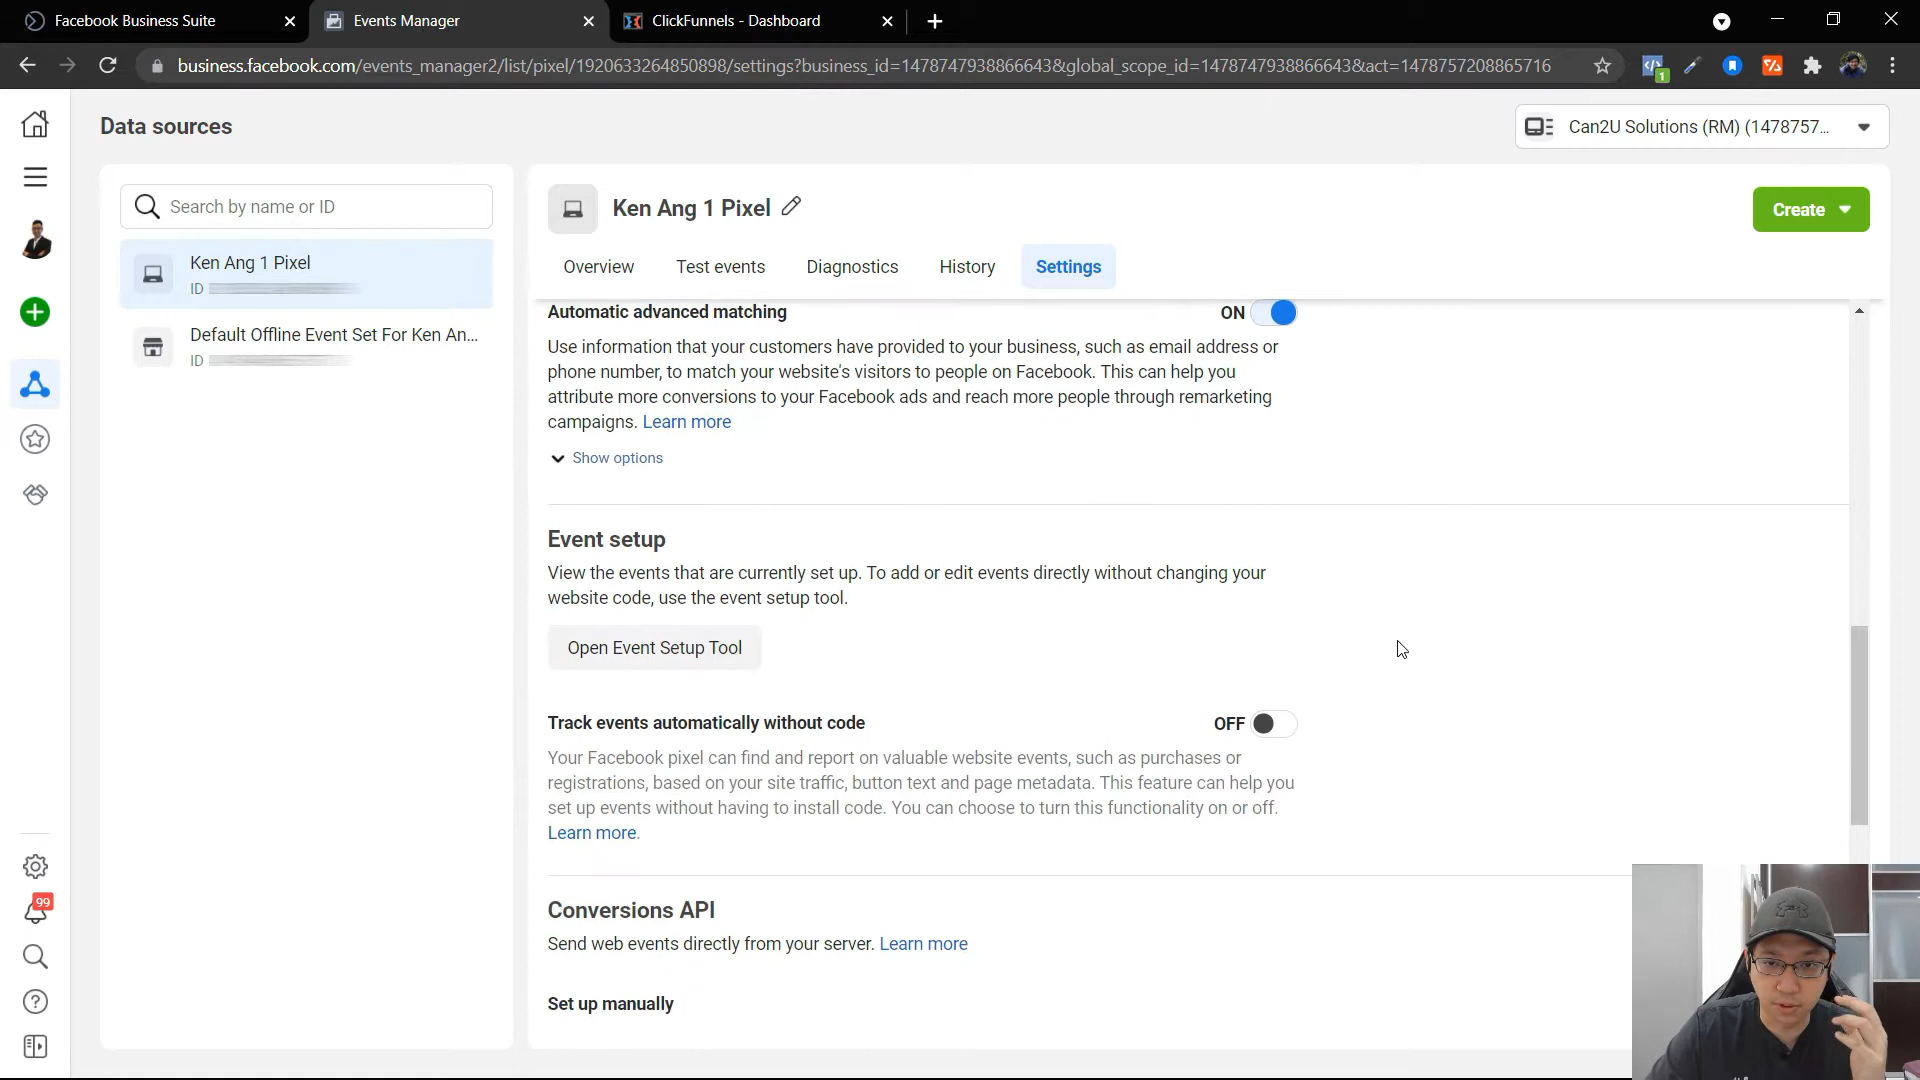 Facebook Business Suite
Events Manager
ClickFunnels - Dashboard
business.facebook.com/events_manager2/list/pixel/1920633264850898/settings?business_id=1478747938866643&global_scope_id=1478747938866643&act=1478757208865716
1
Data sources
Can2U Solutions (RM) (1478757...
Search by name or ID
Ken Ang 1 Pixel
ID
Default Offline Event Set For Ken An...
ID
99
Ken Ang 1 Pixel
Create
Overview
Test events
Diagnostics
History
Settings
Automatic advanced matching
ON
Use information that your customers have provided to your business, such as email address or
phone number, to match your website's visitors to people on Facebook. This can help you
attribute more conversions to your Facebook ads and reach more people through remarketing
campaigns. Learn more
Show options
Event setup
View the events that are currently set up. To add or edit events directly without changing your
website code, use the event setup tool.
Open Event Setup Tool
Track events automatically without code
OFF
Your Facebook pixel can find and report on valuable website events, such as purchases or
registrations, based on your site traffic, button text and page metadata. This feature can help you
set up events without having to install code. You can choose to turn this functionality on or off.
Learn more.
Conversions API
Send web events directly from your server. Learn more
Set up manually